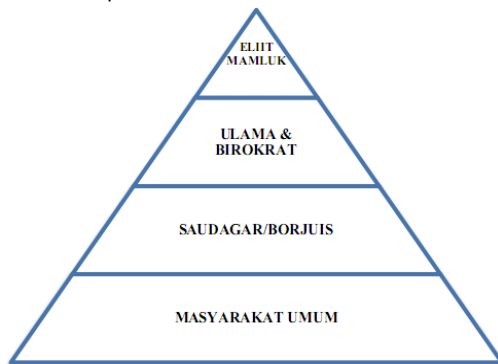 ELIIT
MAMLUK
ULAMA &
BIROKRAT
SAUDAGAR/BORJUIS
MASYARAKAT UMUM